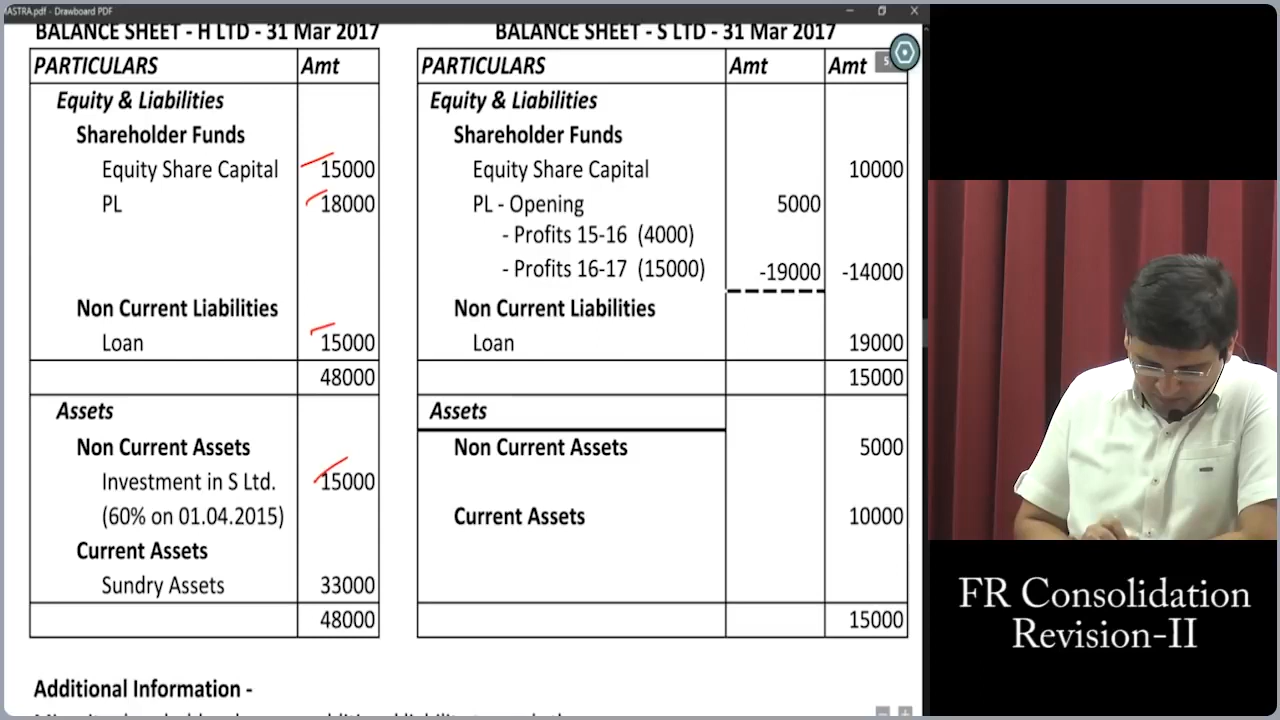 IASTRA.pdf - Drawboard PDF
BALANCE SHEET - H LTD - 31 Mar 2017
PARTICULARS Amt
Equity & Liabilities
Shareholder Funds
Equity Share Capital 15000
PL 18000
Non Current Liabilities
Loan 15000
48000
Assets
Non Current Assets
Investment in S Ltd. 15000
(60% on 01.04.2015)
Current Assets
Sundry Assets 33000
48000
BALANCE SHEET - S LTD - 31 Mar 2017
PARTICULARS Amt Amt
5
Equity & Liabilities
Shareholder Funds
Equity Share Capital 10000
PL - Opening 5000
- Profits 15-16 (4000)
- Profits 16-17 (15000) -19000 -14000
Non Current Liabilities
Loan 19000
15000
Assets
Non Current Assets 5000
Current Assets 10000
15000
Additional Information -
FR Consolidation
Revision-II